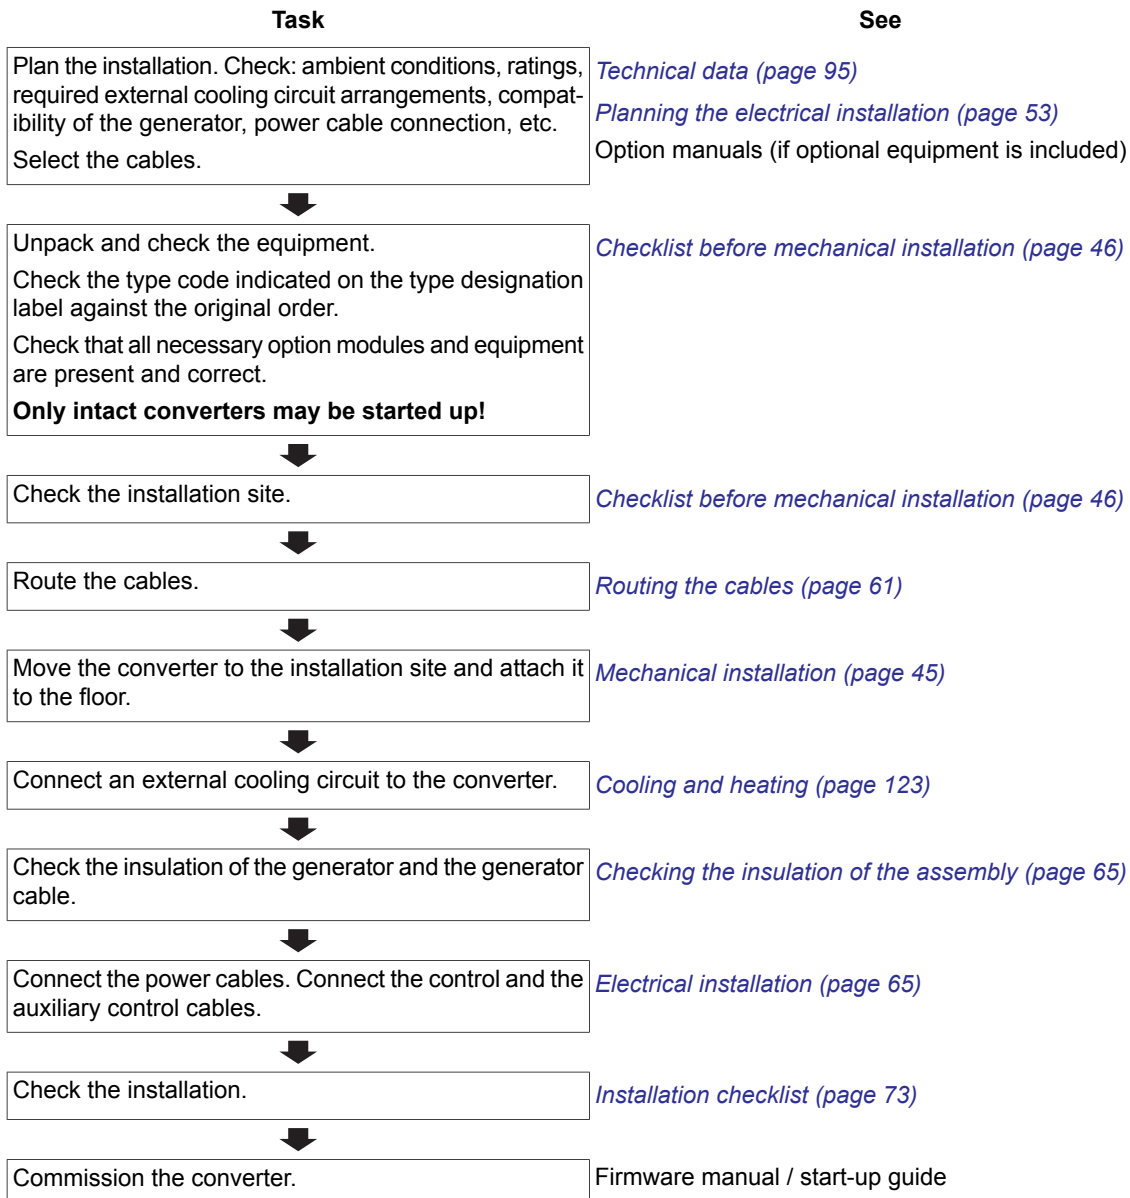 Task
See
Plan the installation. Check: ambient conditions, ratings,
required external cooling circuit arrangements, compat-
ibility of the generator, power cable connection, etc.
Select the cables.
Technical data (page 95)
Planning the electrical installation (page 53)
Option manuals (if optional equipment is included)
Unpack and check the equipment.
Check the type code indicated on the type designation
label against the original order.
Check that all necessary option modules and equipment
are present and correct.
Only intact converters may be started up!
Checklist before mechanical installation (page 46)
Check the installation site.
Checklist before mechanical installation (page 46)
Route the cables.
Routing the cables (page 61)
Move the converter to the installation site and attach it
to the floor.
Mechanical installation (page 45)
Connect an external cooling circuit to the converter.
Cooling and heating (page 123)
Check the insulation of the generator and the generator
cable.
Checking the insulation of the assembly (page 65)
Connect the power cables. Connect the control and the
auxiliary control cables.
Electrical installation (page 65)
Check the installation.
Installation checklist (page 73)
Commission the converter.
Firmware manual / start-up guide